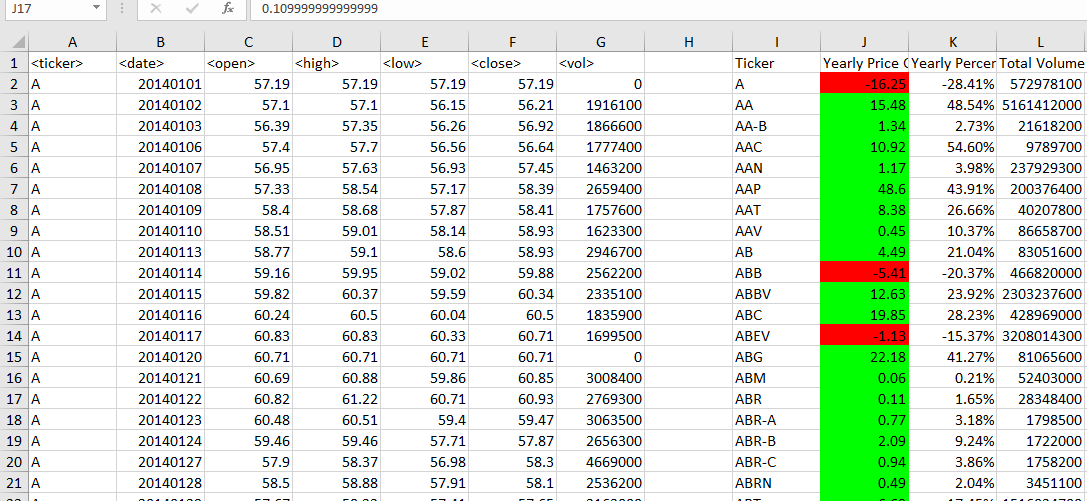 J17 fx 0.109999999999999
A B C D E F G H I J K L
1 <ticker> <date> <open> <high> <low> <close> <vol> Ticker Yearly Price C Yearly Percer Total Volume
2 A 20140101 57.19 57.19 57.19 57.19 0 A -16.25 -28.41% 572978100
3 A 20140102 57.1 57.1 56.15 56.21 1916100 AA 15.48 48.54% 5161412000
4 A 20140103 56.39 57.35 56.26 56.92 1866600 AA-B 1.34 2.73% 21618200
5 A 20140106 57.4 57.7 56.56 56.64 1777400 AAC 10.92 54.60% 9789700
6 A 20140107 56.95 57.63 56.93 57.45 1463200 AAN 1.17 3.98% 237929300
7 A 20140108 57.33 58.54 57.17 58.39 2659400 AAP 48.6 43.91% 200376400
8 A 20140109 58.4 58.68 57.87 58.41 1757600 AAT 8.38 26.66% 40207800
9 A 20140110 58.51 59.01 58.14 58.93 1623300 AAV 0.45 10.37% 86658700
10 A 20140113 58.77 59.1 58.6 58.93 2946700 AB 4.49 21.04% 83051600
11 A 20140114 59.16 59.95 59.02 59.88 2562200 ABB -5.41 -20.37% 466820000
12 A 20140115 59.82 60.37 59.59 60.34 2335100 ABBV 12.63 23.92% 2303237600
13 A 20140116 60.24 60.5 60.04 60.5 1835900 ABC 19.85 28.23% 428969000
14 A 20140117 60.83 60.83 60.33 60.71 1699500 ABEV -1.13 -15.37% 3208014300
15 A 20140120 60.71 60.71 60.71 60.71 0 ABG 22.18 41.27% 81065600
16 A 20140121 60.69 60.88 59.86 60.85 3008400 ABM 0.06 0.21% 52403000
17 A 20140122 60.82 61.22 60.71 60.93 2769300 ABR 0.11 1.65% 28348400
18 A 20140123 60.48 60.51 59.4 59.47 3063500 ABR-A 0.77 3.18% 1798500
19 A 20140124 59.46 59.46 57.71 57.87 2656300 ABR-B 2.09 9.24% 1722000
20 A 20140127 57.9 58.37 56.98 58.3 4669000 ABR-C 0.94 3.86% 1758200
21 A 20140128 58.5 58.88 57.91 58.1 2536200 ABRN 0.49 2.04% 3451100